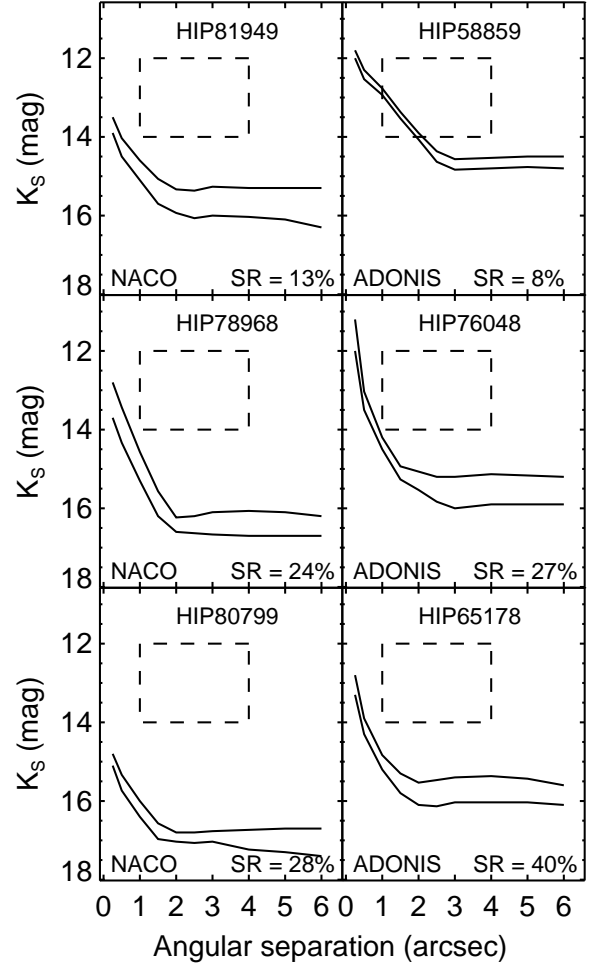 HIP81949
HIP58859
12
14
16
18
K_S (mag)
NACO SR = 13%
ADONIS SR = 8%
HIP78968
HIP76048
12
14
16
18
K_S (mag)
NACO SR = 24%
ADONIS SR = 27%
HIP80799
HIP65178
12
14
16
18
K_S (mag)
NACO SR = 28%
ADONIS SR = 40%
0 1 2 3 4 5 6 0 1 2 3 4 5 6
Angular separation (arcsec)